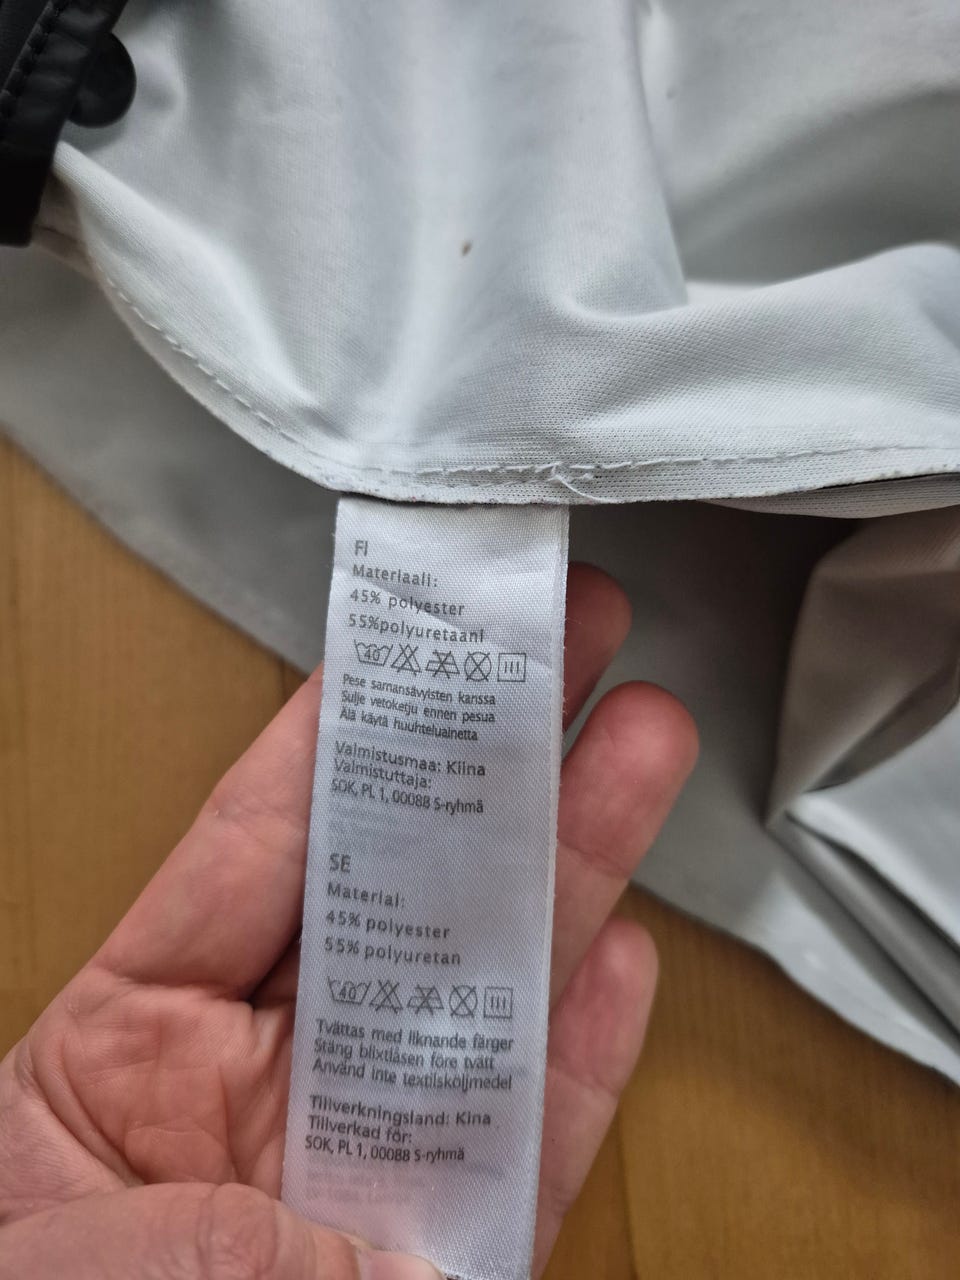 FI
Materiaali:
45% polyester
55%polyuretaani
40
Pese samansävyisten kanssa
Sulje vetoketju ennen pesua
Älä käytä huuhteluainetta
Valmistusmaa: Kiina
Valmistuttaja:
SOK, PL 1, 00088 S-ryhmä
SE
Material:
45% polyester
55% polyuretan
40
Tvättas med liknande färger
Stäng blixtlåsen före tvätt
Använd inte textilsköljmedel
Tillverkningsland: Kina
Tillverkad för:
SOK, PL 1, 00088 S-ryhmä